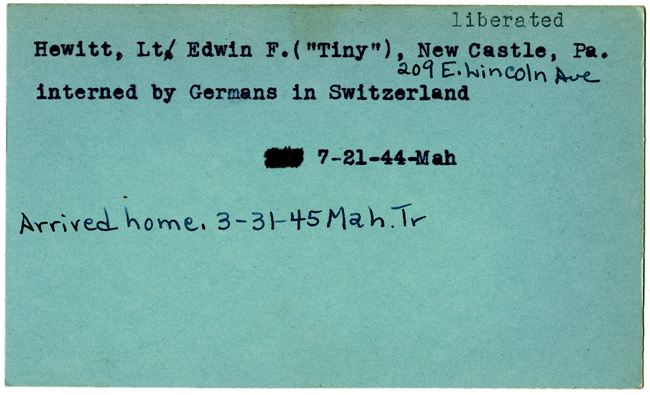 liberated
Hewitt, Lt. Edwin F.("Tiny"), New Castle, Pa.
209 E. Lincoln Ave
interned by Germans in Switzerland
7-21-44-Mah
Arrived home. 3-31-45 Mah. Tr